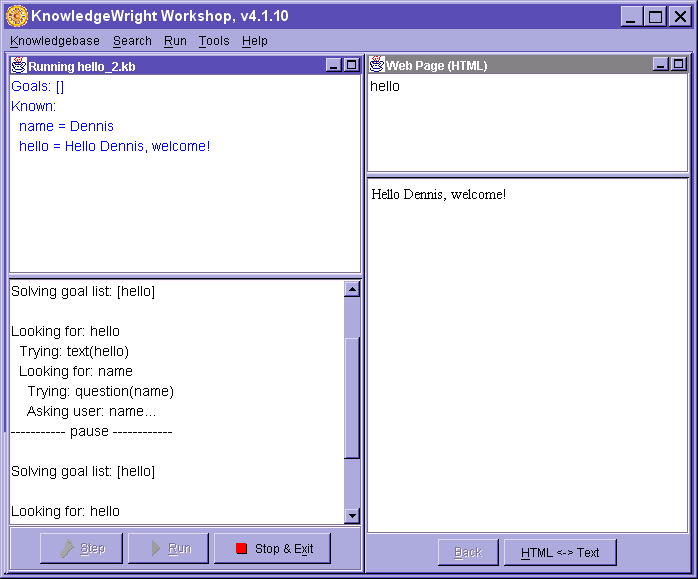 KnowledgeWright Workshop, v4.1.10
Knowledgebase Search Run Tools Help
Running hello_2.kb
Goals: []
Known:
name = Dennis
hello = Hello Dennis, welcome!
Solving goal list: [hello]
Looking for: hello
Trying: text(hello)
Looking for: name
Trying: question(name)
Asking user: name...
----------- pause ------------
Solving goal list: [hello]
Looking for: hello
Step Run Stop & Exit
Web Page (HTML)
hello
Hello Dennis, welcome!
Back HTML <-> Text